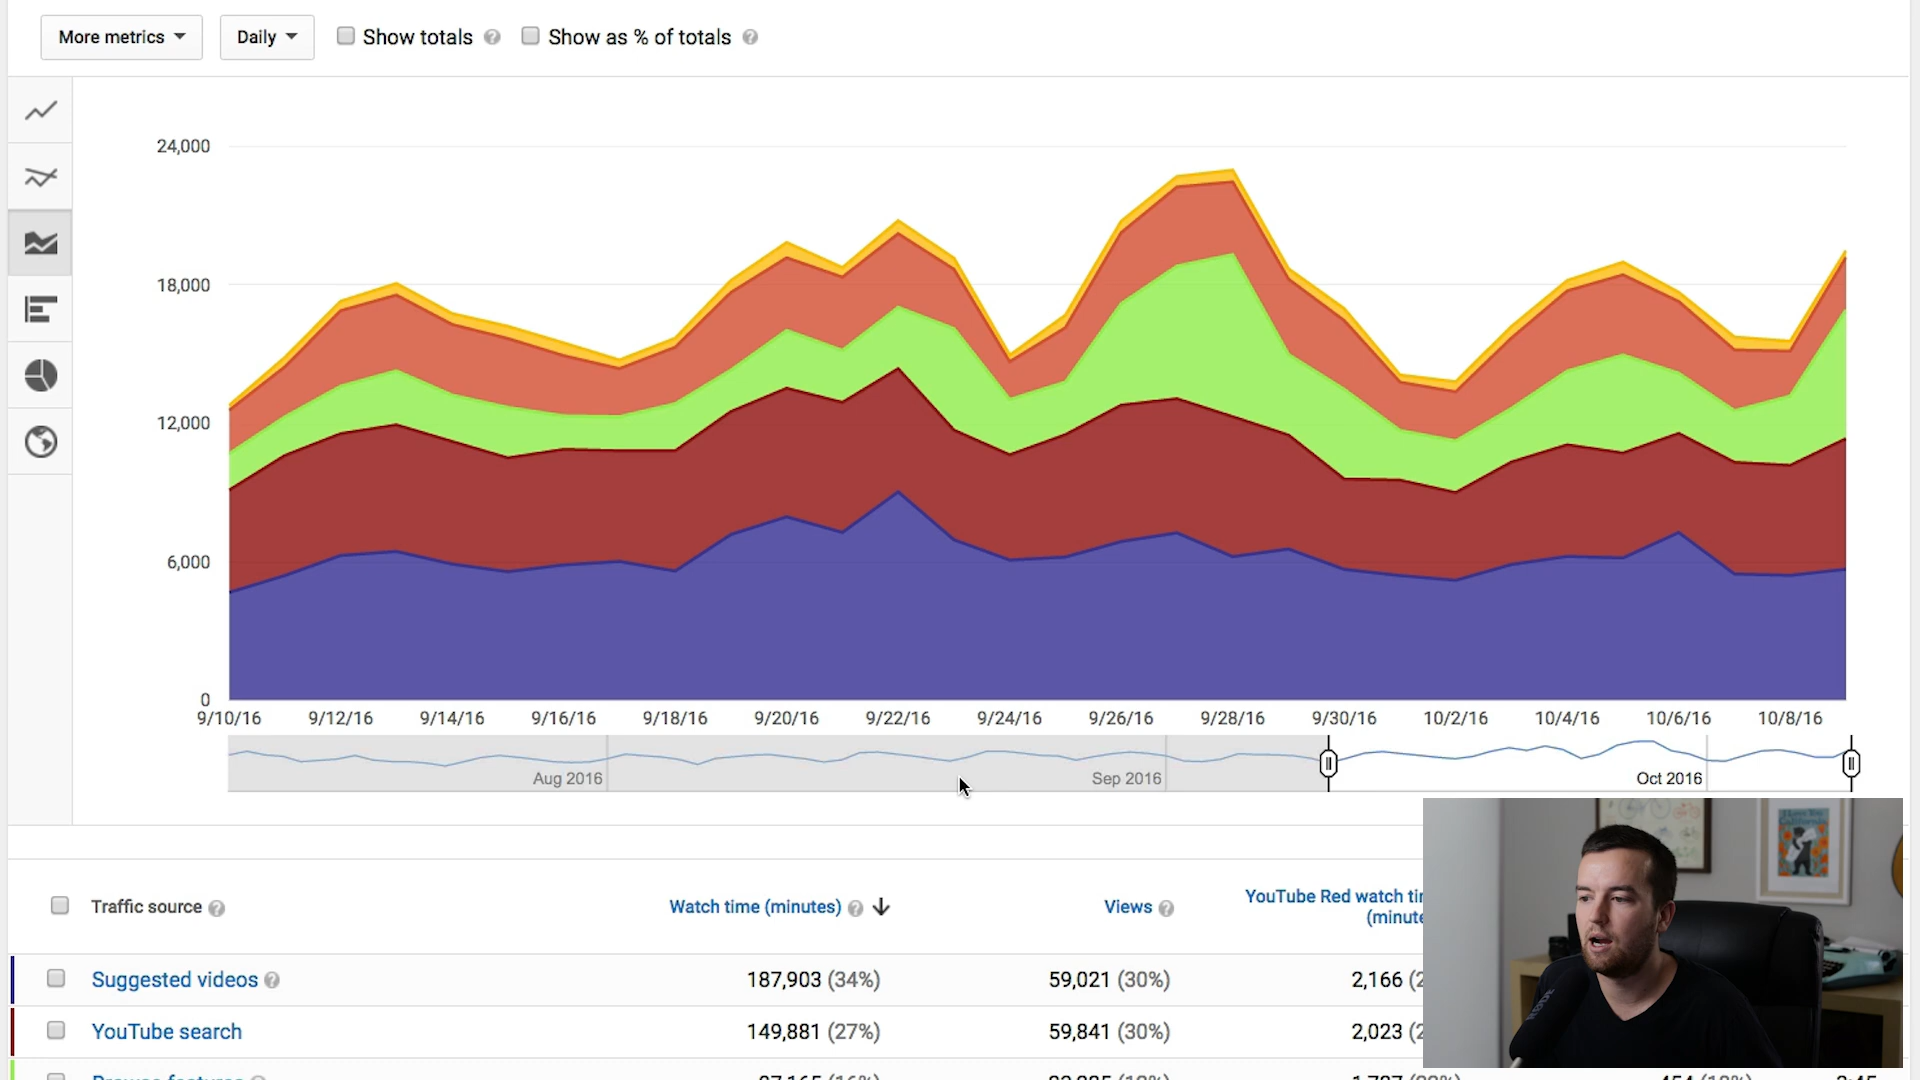 More metrics Daily Show totals ? Show as % of totals ?
24,000
18,000
12,000
6,000
0
9/10/16 9/12/16 9/14/16 9/16/16 9/18/16 9/20/16 9/22/16 9/24/16 9/26/16 9/28/16 9/30/16 10/2/16 10/4/16 10/6/16 10/8/16
Aug 2016 Sep 2016 Oct 2016
Traffic source ? Watch time (minutes) ? Views ? YouTube Red watch
(minute
Suggested videos ? 187,903 (34%) 59,021 (30%) 2,166
YouTube search 149,881 (27%) 59,841 (30%) 2,023